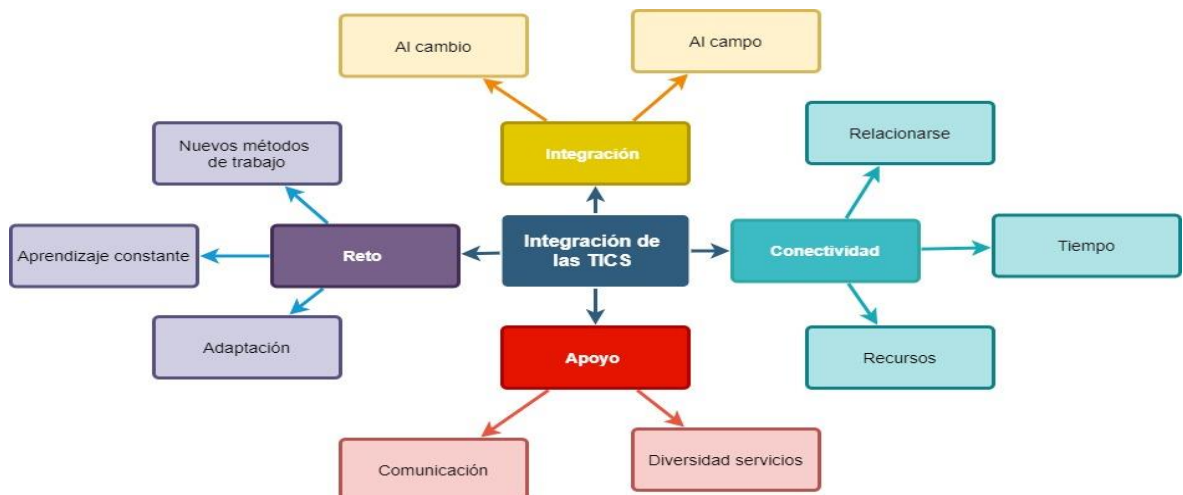 Al cambio
Al campo
Nuevos métodos
de trabajo
Integración
Relacionarse
Aprendizaje constante
Reto
Integración de
las TICS
Conectividad
Tiempo
Adaptación
Apoyo
Recursos
Comunicación
Diversidad servicios